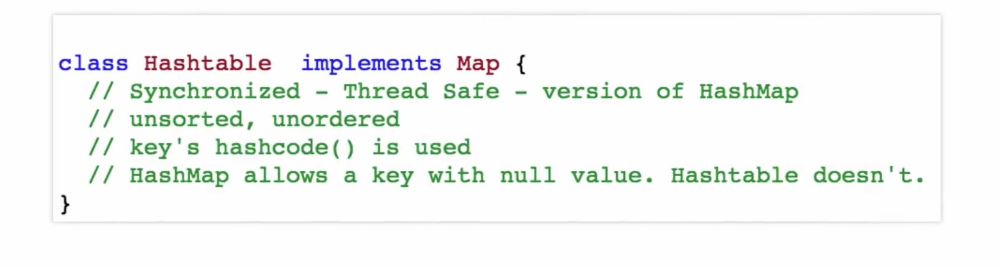 class Hashtable  implements Map {
// Synchronized - Thread Safe - version of HashMap
// unsorted, unordered
// key's hashcode() is used
// HashMap allows a key with null value. Hashtable doesn't.
}